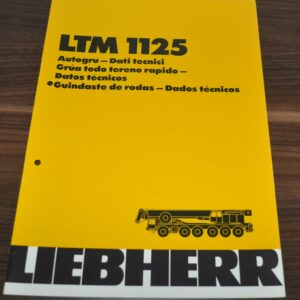 LTM 1125
Autogru – Dati tecnici
Grúa todo terreno rapido –
Datos técnicos
•Guindaste de rodas – Dados técnicos
LIEBHERR